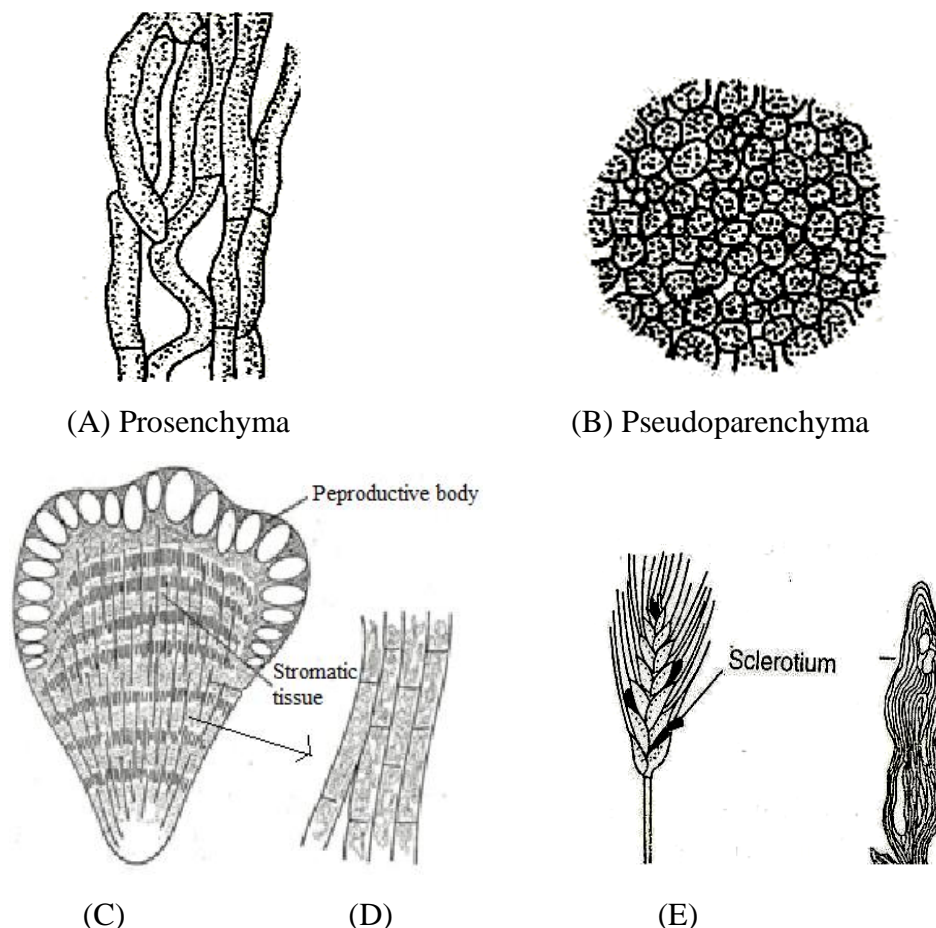 (A) Prosenchyma
(B) Pseudoparenchyma
Peproductive body
Stromatic
tissue
Sclerotium
(C)
(D)
(E)